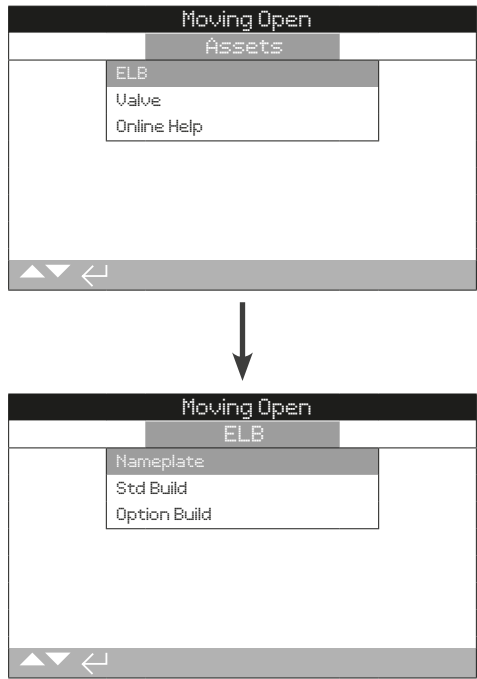 Moving Open
Assets
ELB
Valve
Online Help
Moving Open
ELB
Nameplate
Std Build
Option Build